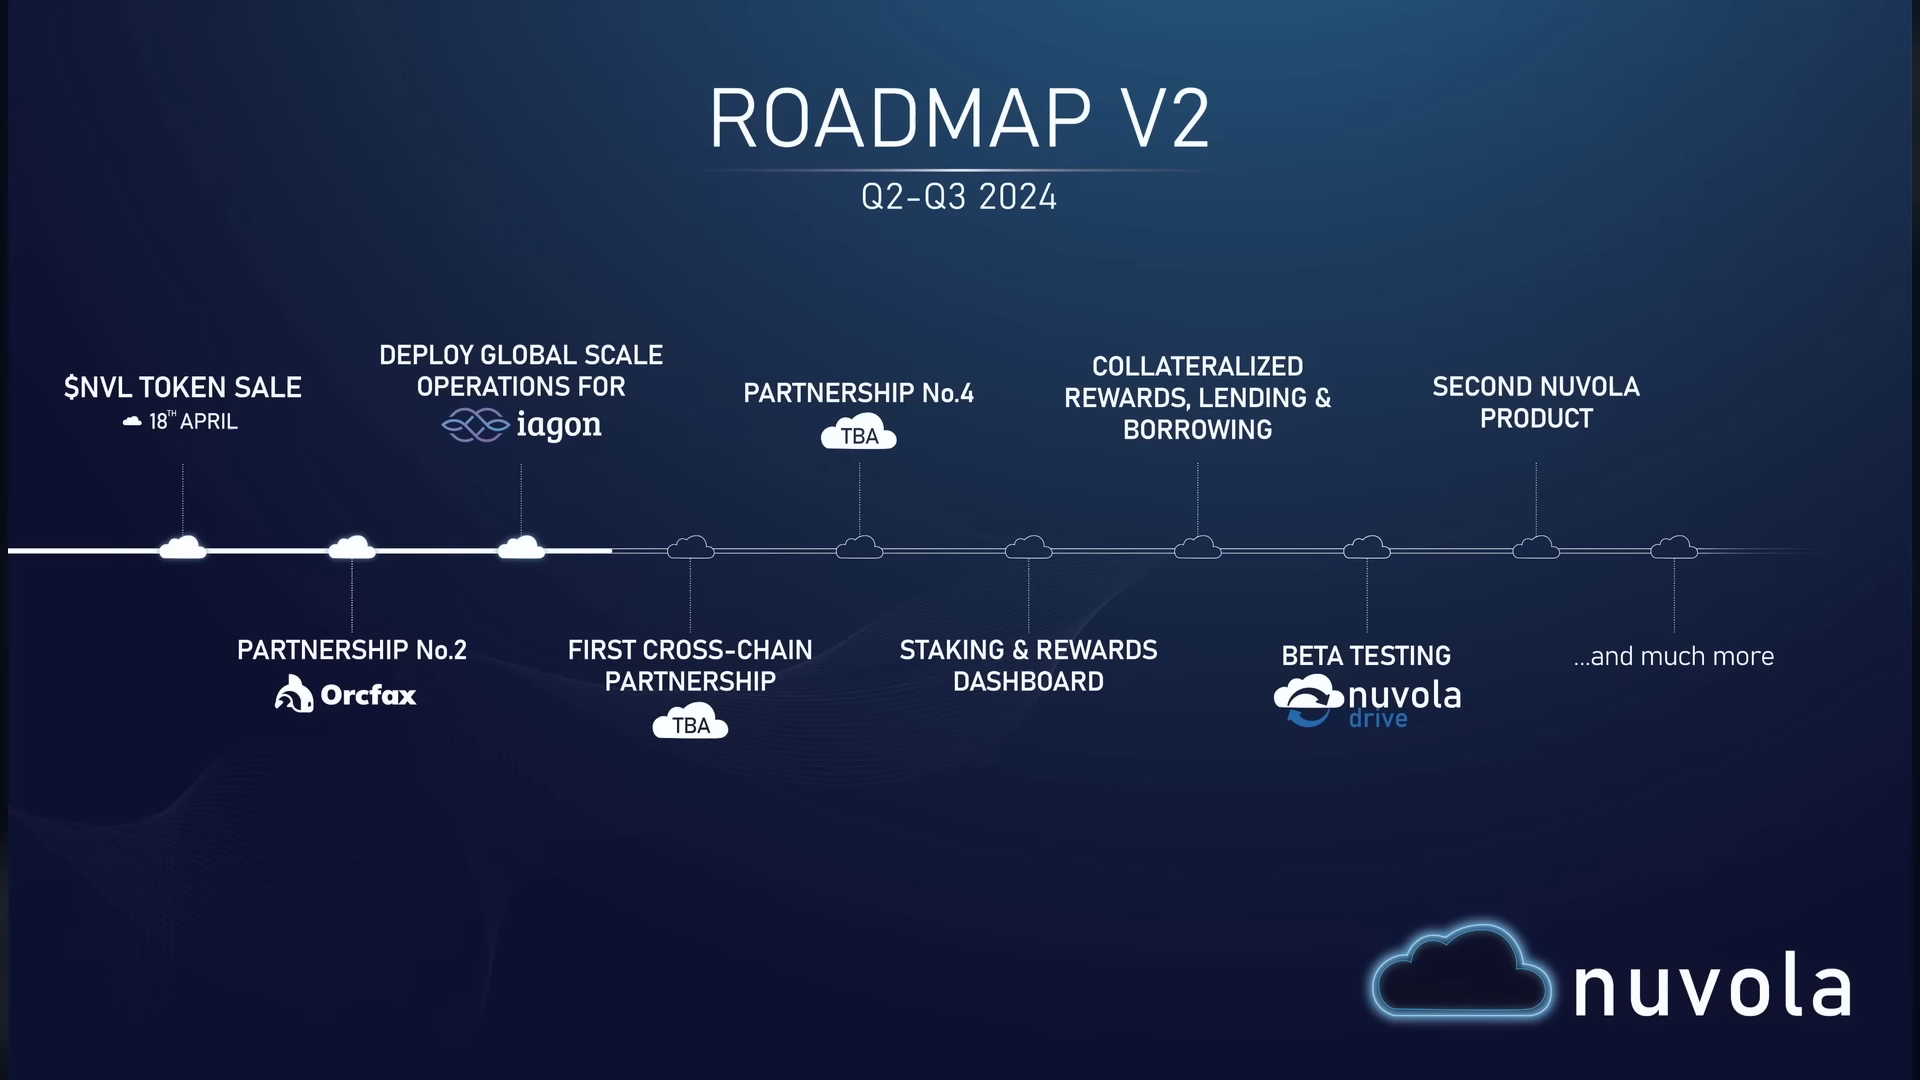 ROADMAP V2
Q2-Q3 2024
$NVL TOKEN SALE
18TH APRIL
PARTNERSHIP No.2
Orcfax
DEPLOY GLOBAL SCALE
OPERATIONS FOR
iagon
FIRST CROSS-CHAIN
PARTNERSHIP
TBA
PARTNERSHIP No.4
TBA
STAKING & REWARDS
DASHBOARD
COLLATERALIZED
REWARDS, LENDING &
BORROWING
BETA TESTING
nuvola
drive
SECOND NUVOLA
PRODUCT
...and much more
nuvola